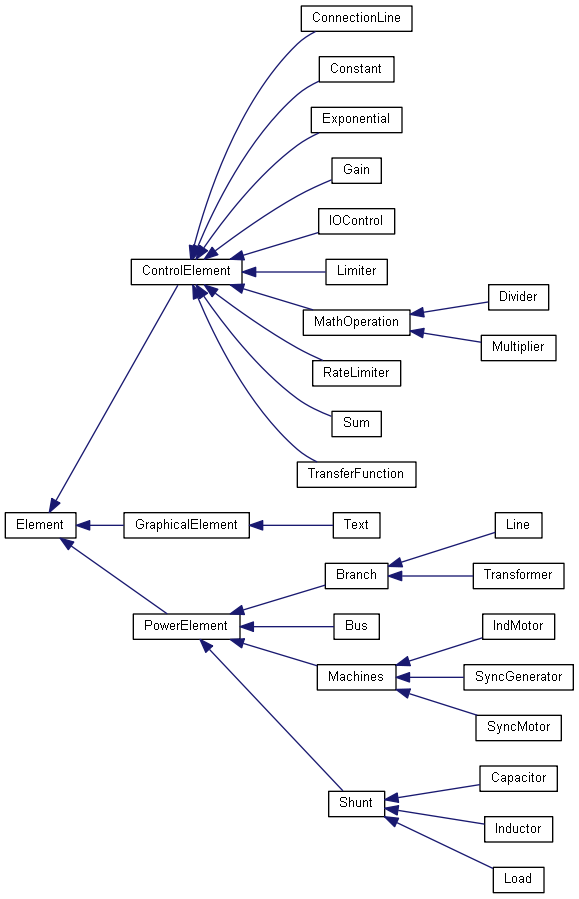 ConnectionLine
Constant
Exponential
Gain
IOControl
ControlElement
Limiter
Divider
MathOperation
Multiplier
RateLimiter
Sum
TransferFunction
Element
GraphicalElement
Text
Line
Branch
Transformer
PowerElement
Bus
IndMotor
Machines
SyncGenerator
SyncMotor
Capacitor
Shunt
Inductor
Load